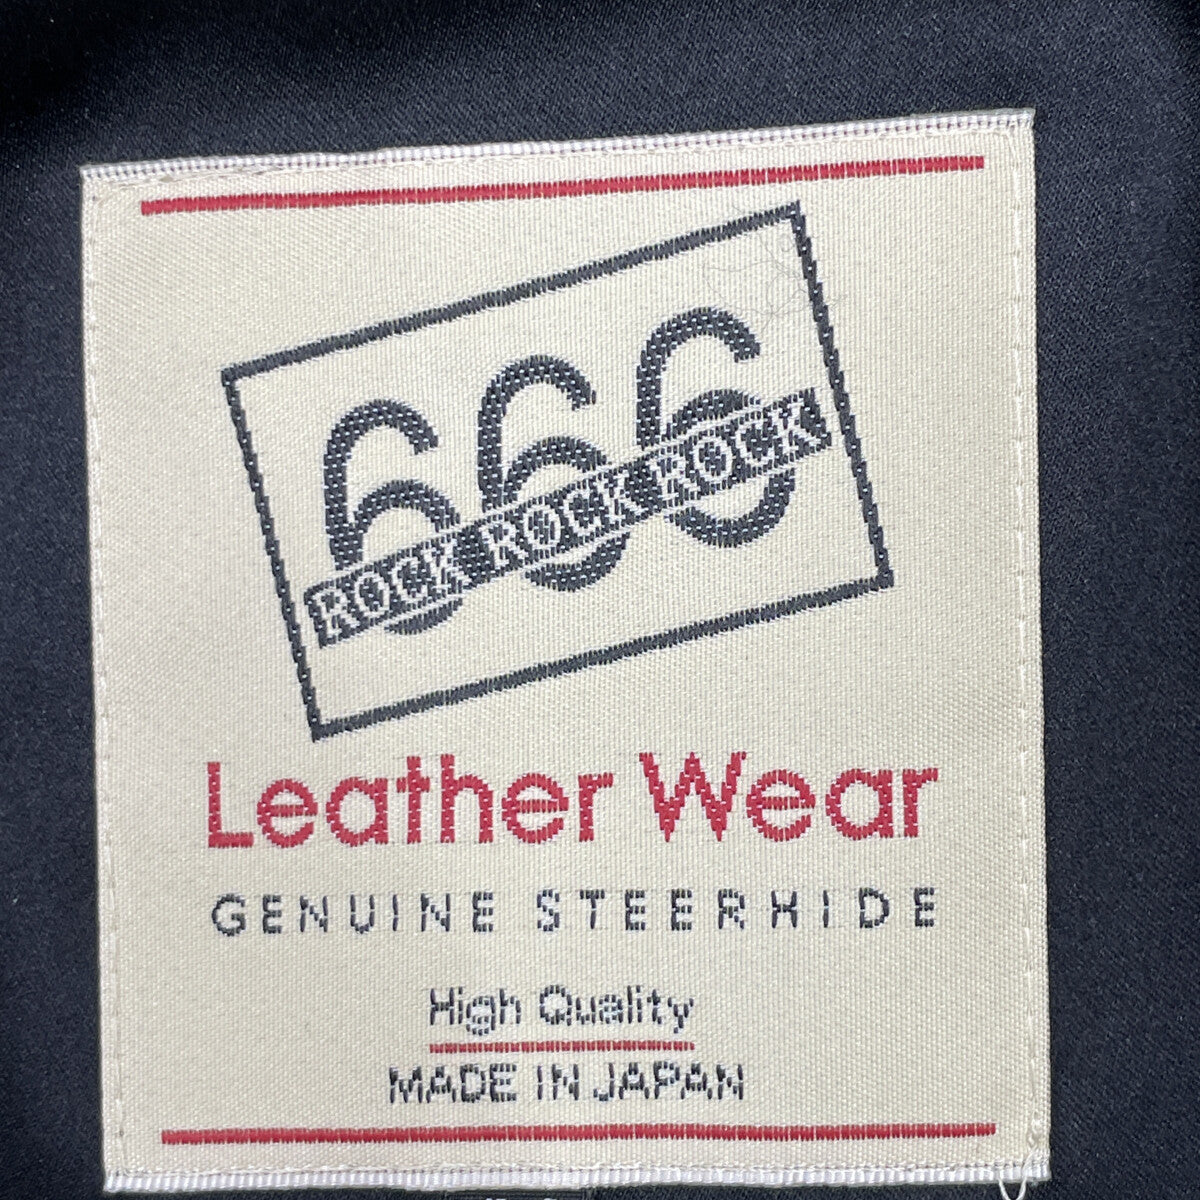 666
ROCK ROCK ROCK
Leather Wear
GENUINE STEERHIDE
High Quality
MADE IN JAPAN